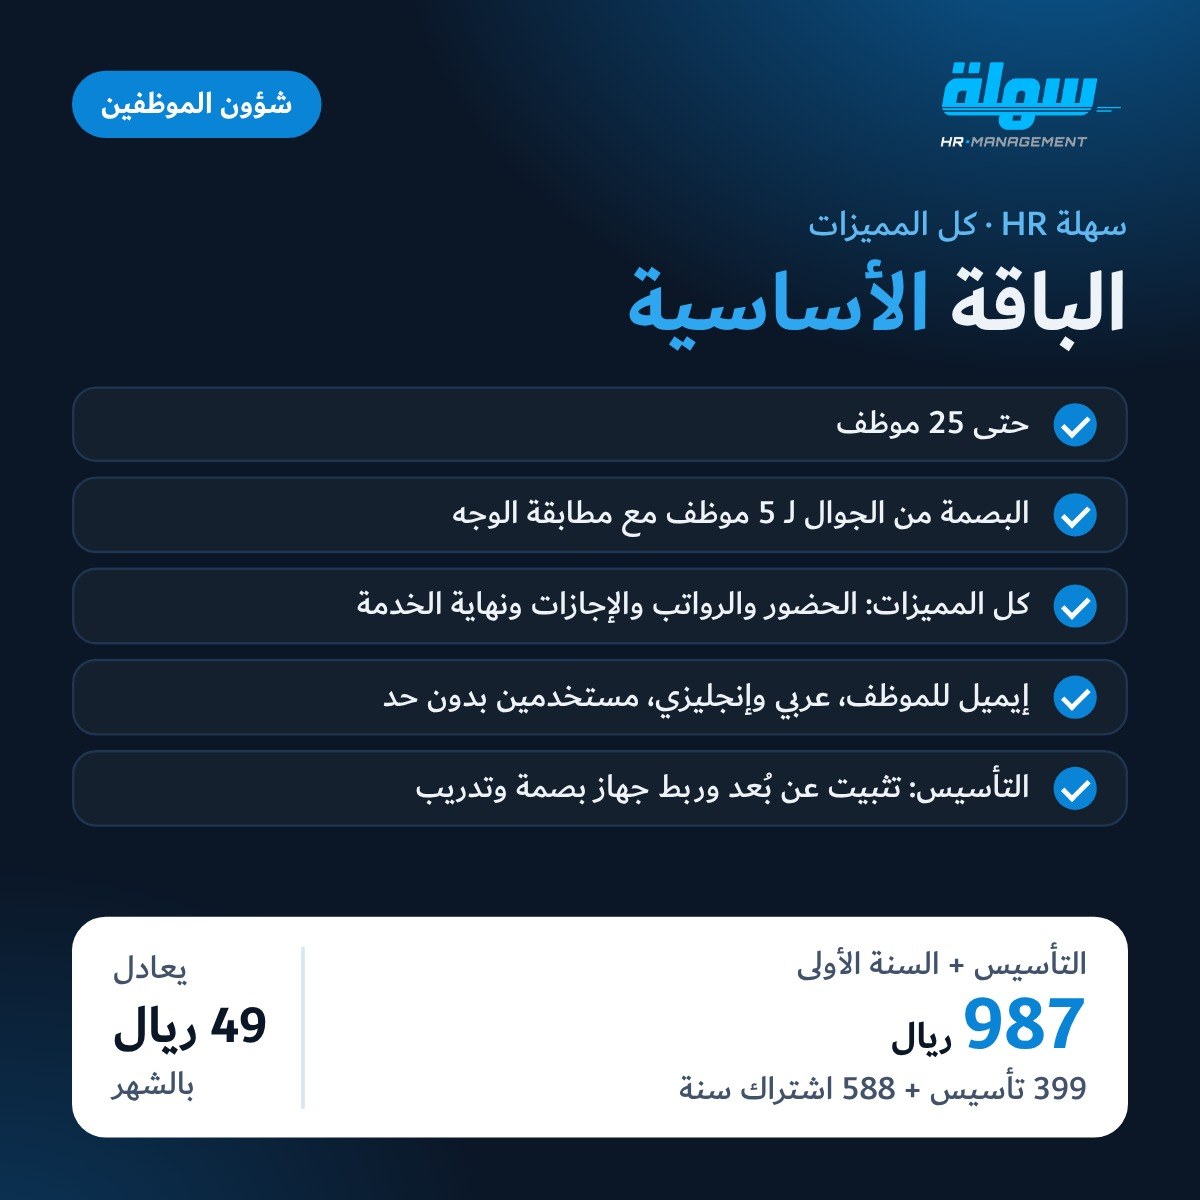 سهلة
HR·MANAGEMENT
شؤون الموظفين
سهلة HR · كل المميزات
الباقة الأساسية
حتى 25 موظف
البصمة من الجوال لـ 5 موظف مع مطابقة الوجه
كل المميزات: الحضور والرواتب والإجازات ونهاية الخدمة
إيميل للموظف، عربي وإنجليزي، مستخدمين بدون حد
التأسيس: تثبيت عن بُعد وربط جهاز بصمة وتدريب
التأسيس + السنة الأولى
987 ريال
399 تأسيس + 588 اشتراك سنة
يعادل
49 ريال
بالشهر